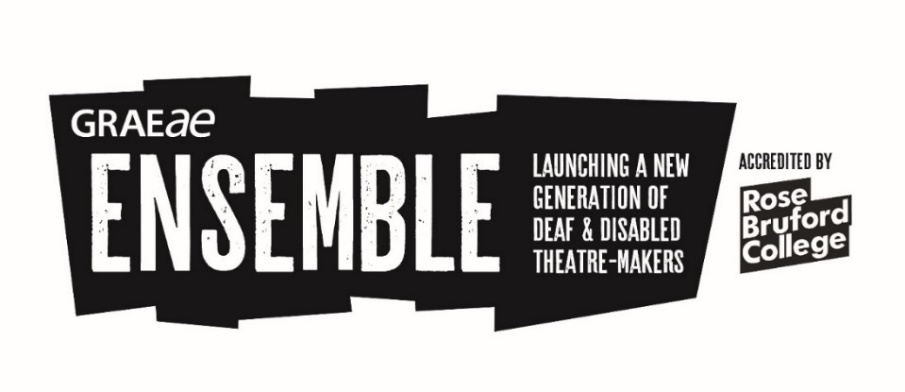 GRAEae
ENSEMBLE
LAUNCHING A NEW
GENERATION OF
DEAF & DISABLED
THEATRE-MAKERS
ACCREDITED BY
Rose
Bruford
College